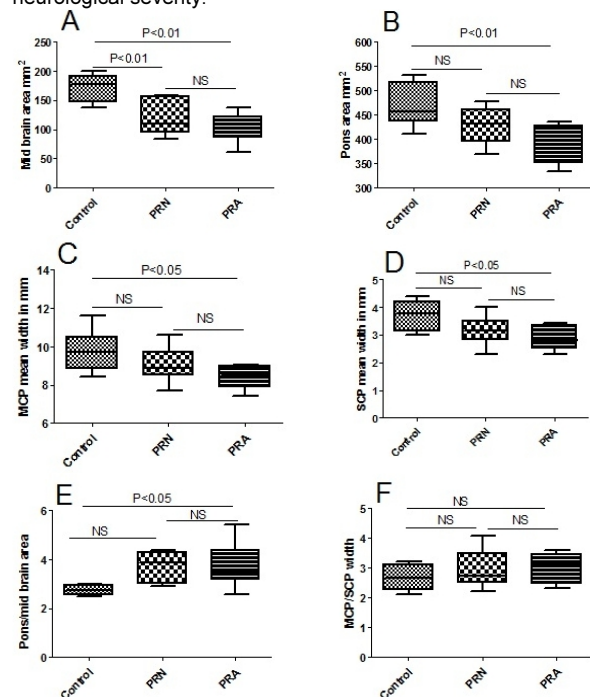 neurological severity.
A
P<0.01
P<0.01
NS
Mid brain area mm2
250
200
150
100
50
0
Control
PRN
PRA
B
P<0.01
NS
NS
Pons area mm2
600
550
500
450
400
350
300
Control
PRN
PRA
C
P<0.05
NS
NS
MCP mean width in mm
14
12
10
8
6
Control
PRN
PRA
D
P<0.05
NS
NS
SCP mean width in mm
5
4
3
2
1
0
Control
PRN
PRA
E
P<0.05
NS
NS
Pons/mid brain area
6
4
2
0
Control
PRN
PRA
F
NS
NS
NS
MCP/SCP width
5
4
3
2
1
0
Control
PRN
PRA